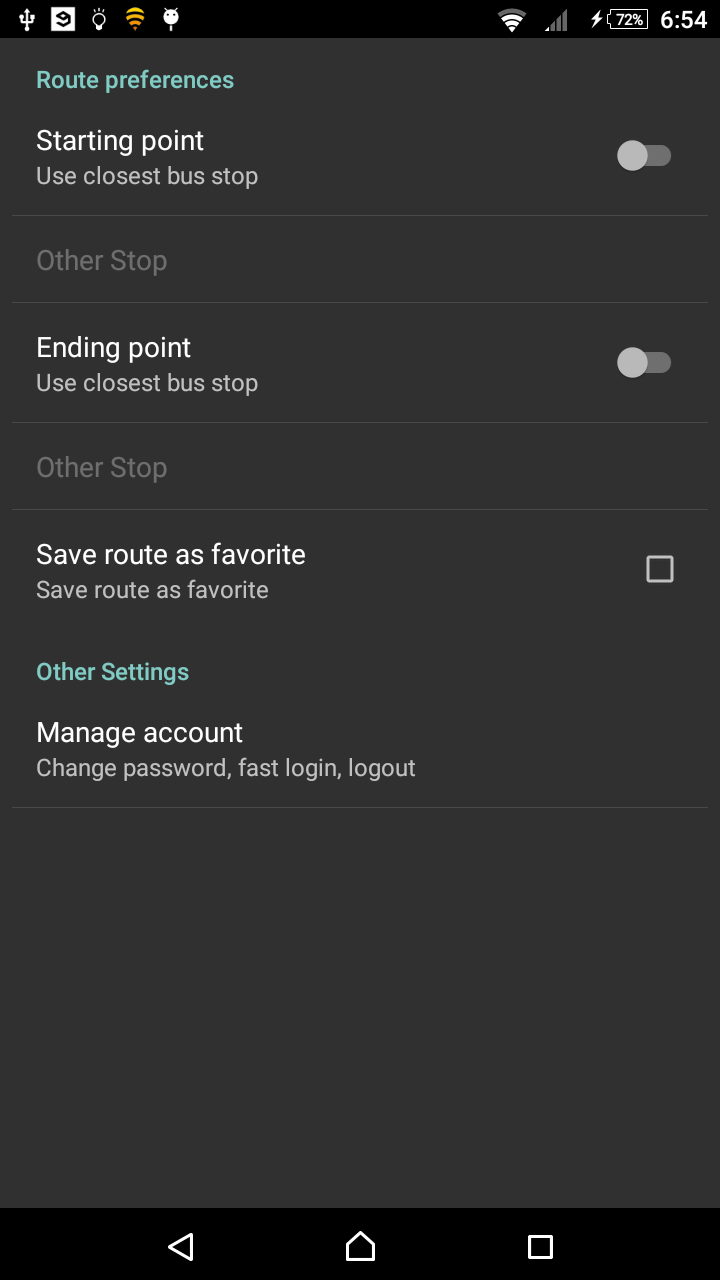 72% 6:54
Route preferences
Starting point
Use closest bus stop
Other Stop
Ending point
Use closest bus stop
Other Stop
Save route as favorite
Save route as favorite
Other Settings
Manage account
Change password, fast login, logout